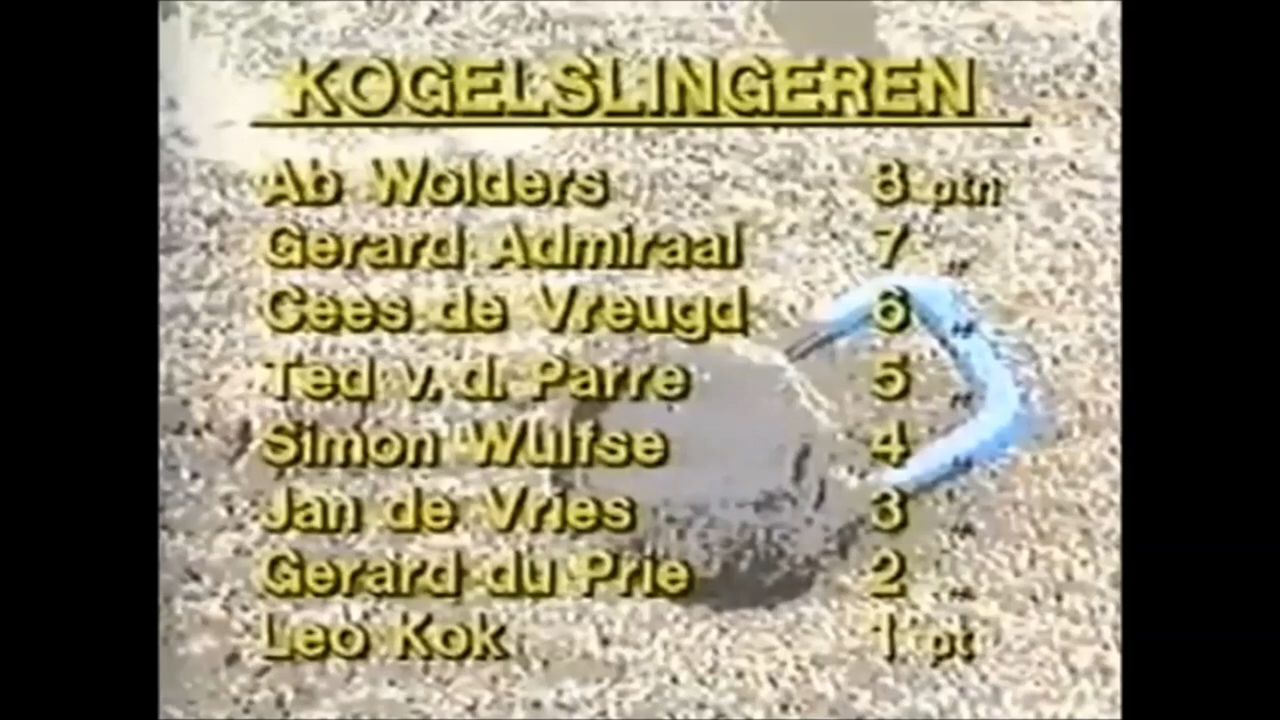 KOGELSLINGEREN
Ab Wolders 8 ptn
Gerard Admiraal 7 "
Cees de Vreugd 6 "
Ted v.d. Parre 5 "
Simon Wulfse 4 "
Jan de Vries 3 "
Gerard du Prie 2 "
Leo Kok 1 pt